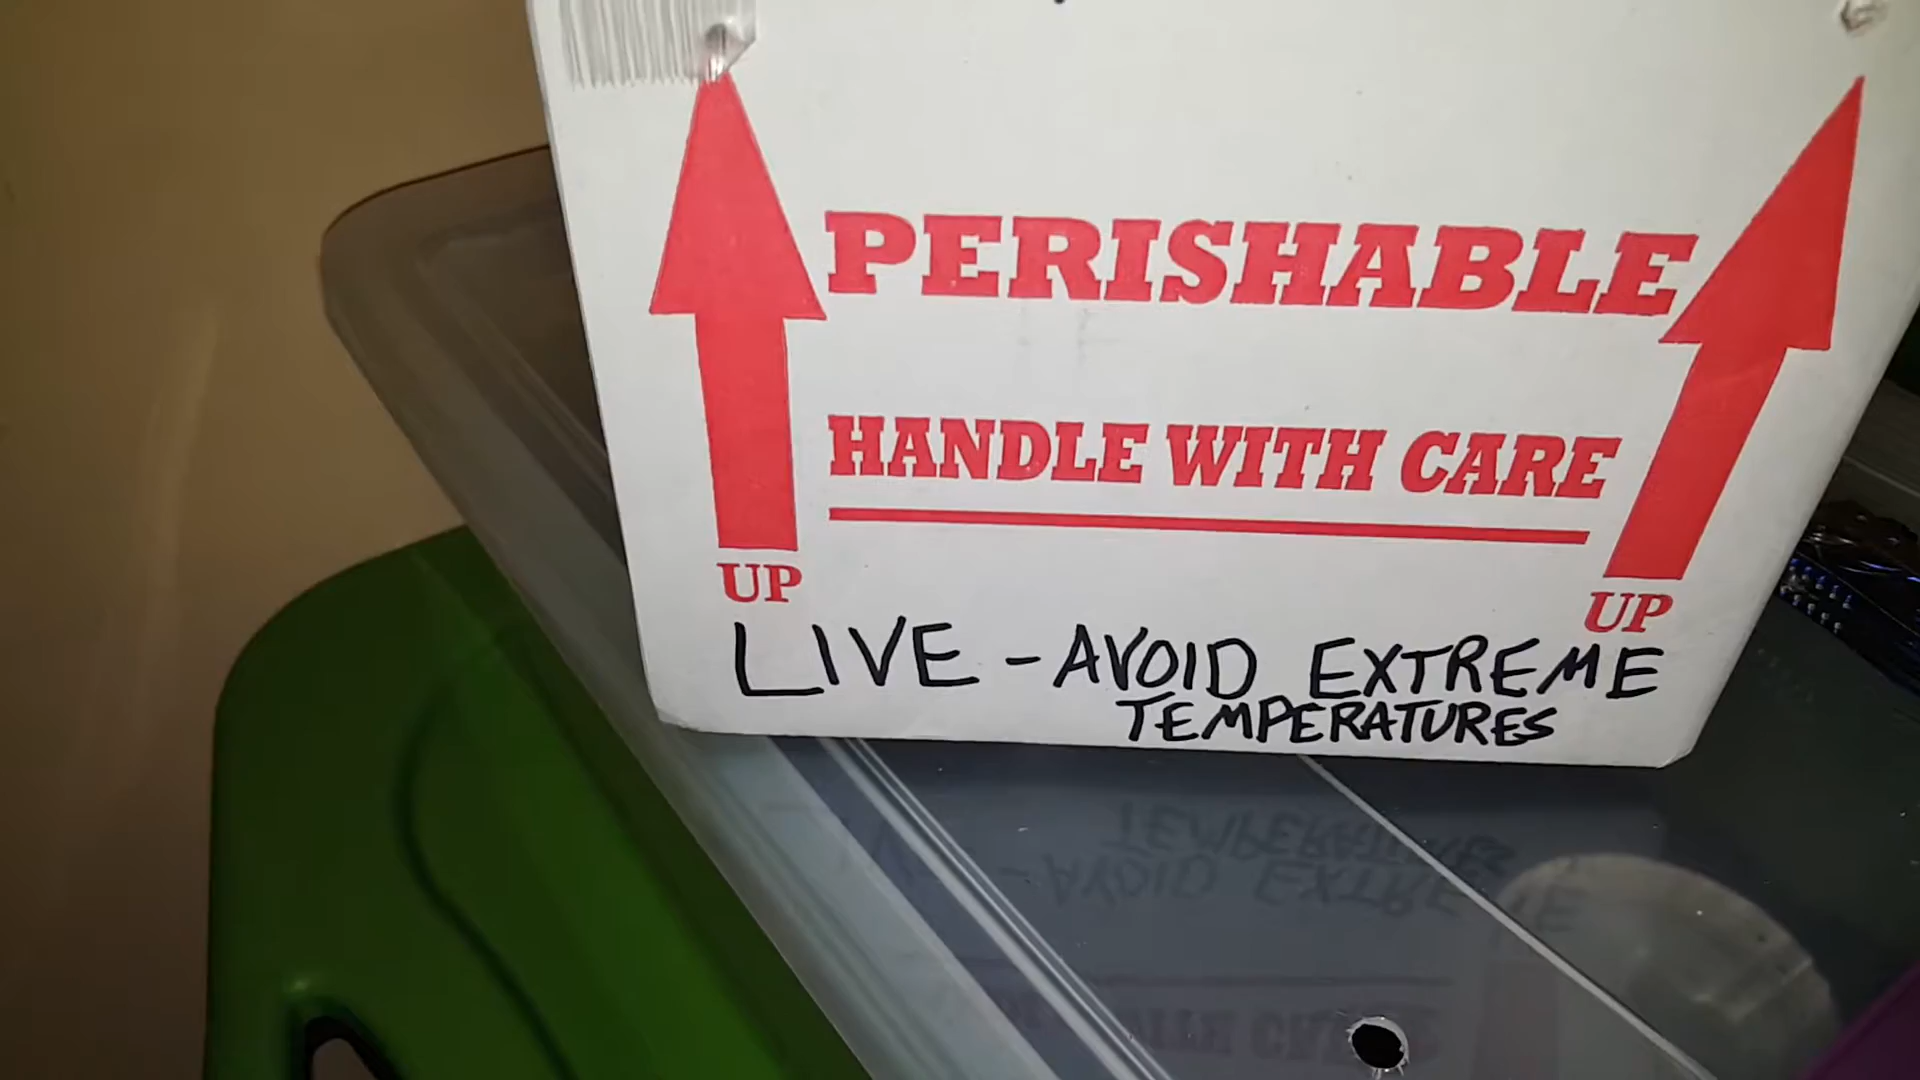 PERISHABLE
HANDLE WITH CARE
UP UP
LIVE - AVOID EXTREME
TEMPERATURES